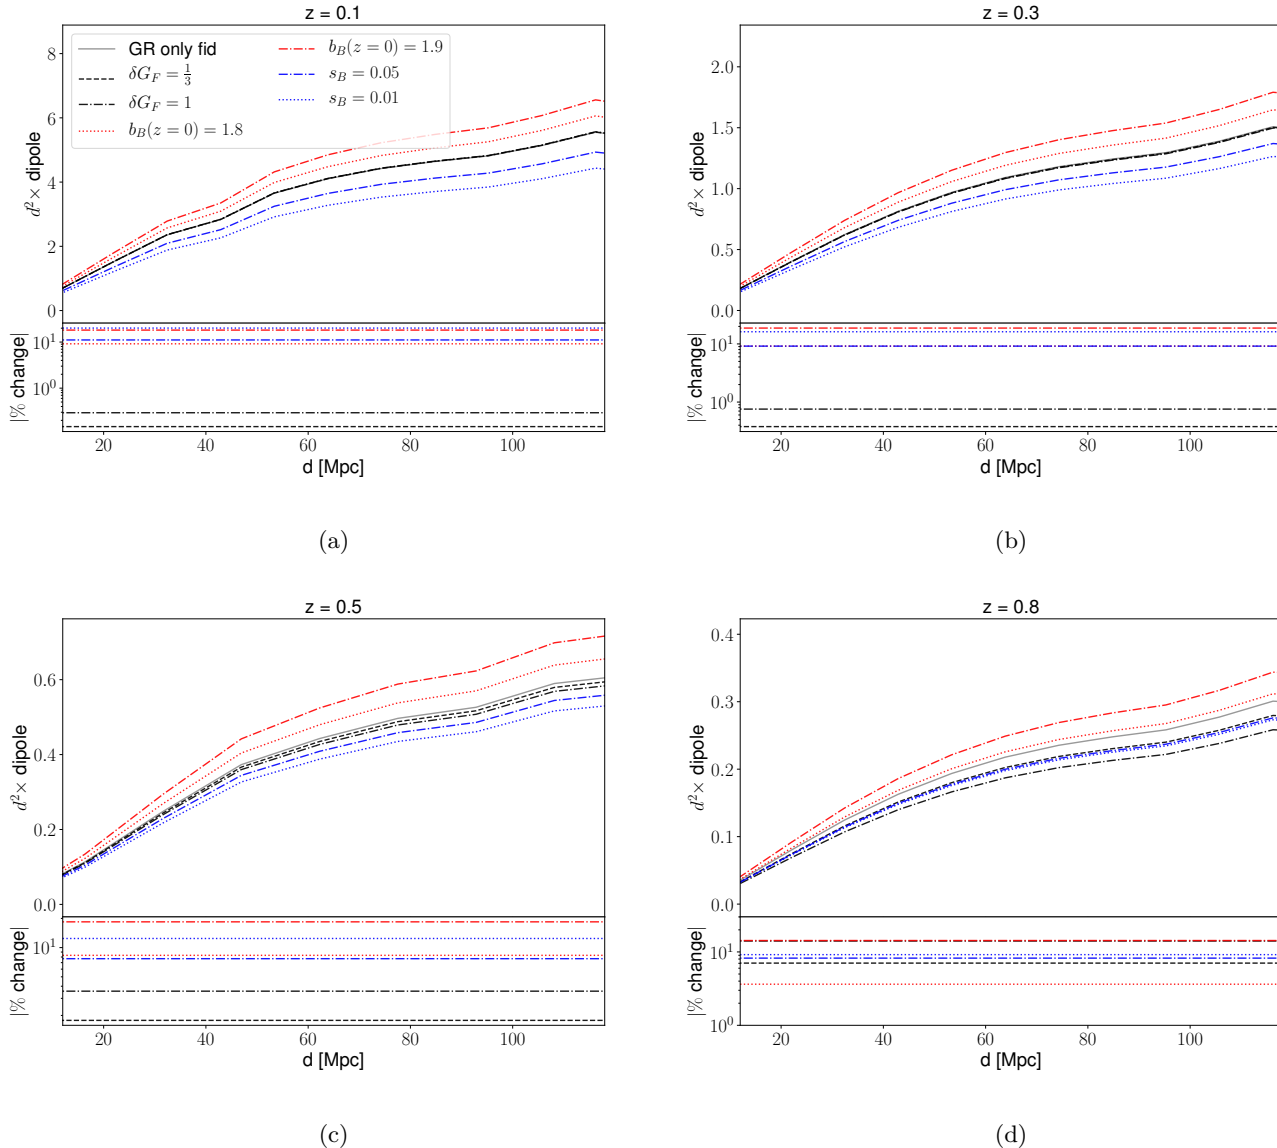 z = 0.1
8
6
4
2
0
d² × dipole
GR only fid
δG_F = 1/3
δG_F = 1
b_B(z = 0) = 1.8
b_B(z = 0) = 1.9
s_B = 0.05
s_B = 0.01
10¹
10⁰
|% change|
20 40 60 80 100
d [Mpc]
(a)
z = 0.3
2.0
1.5
1.0
0.5
0.0
d² × dipole
10¹
10⁰
|% change|
20 40 60 80 100
d [Mpc]
(b)
z = 0.5
0.6
0.4
0.2
0.0
d² × dipole
10¹
|% change|
20 40 60 80 100
d [Mpc]
(c)
z = 0.8
0.4
0.3
0.2
0.1
0.0
d² × dipole
10¹
10⁰
|% change|
20 40 60 80 100
d [Mpc]
(d)